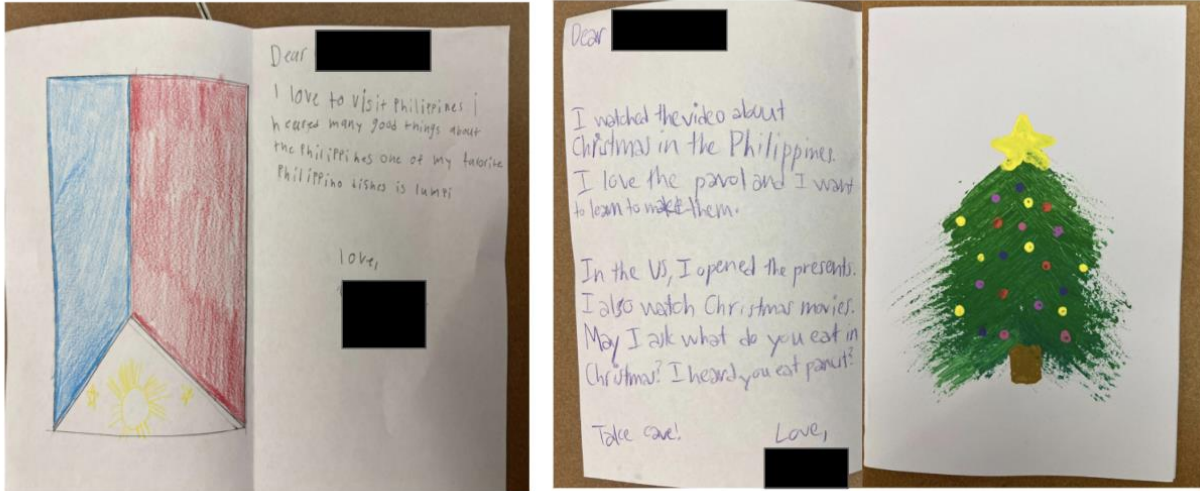 Dear
I love to visit Philippines i
heared many good things about
the Philippines one of my favorite
Philippino Dishes is lumpi
love,
Dear
I watched the video about
Christmas in the Philippines.
I love the parol and I want
to learn to make them.
In the US, I opened the presents.
I also watch Christmas movies.
May I ask what do you eat in
Christmas? I heard you eat
Take care!
Love,